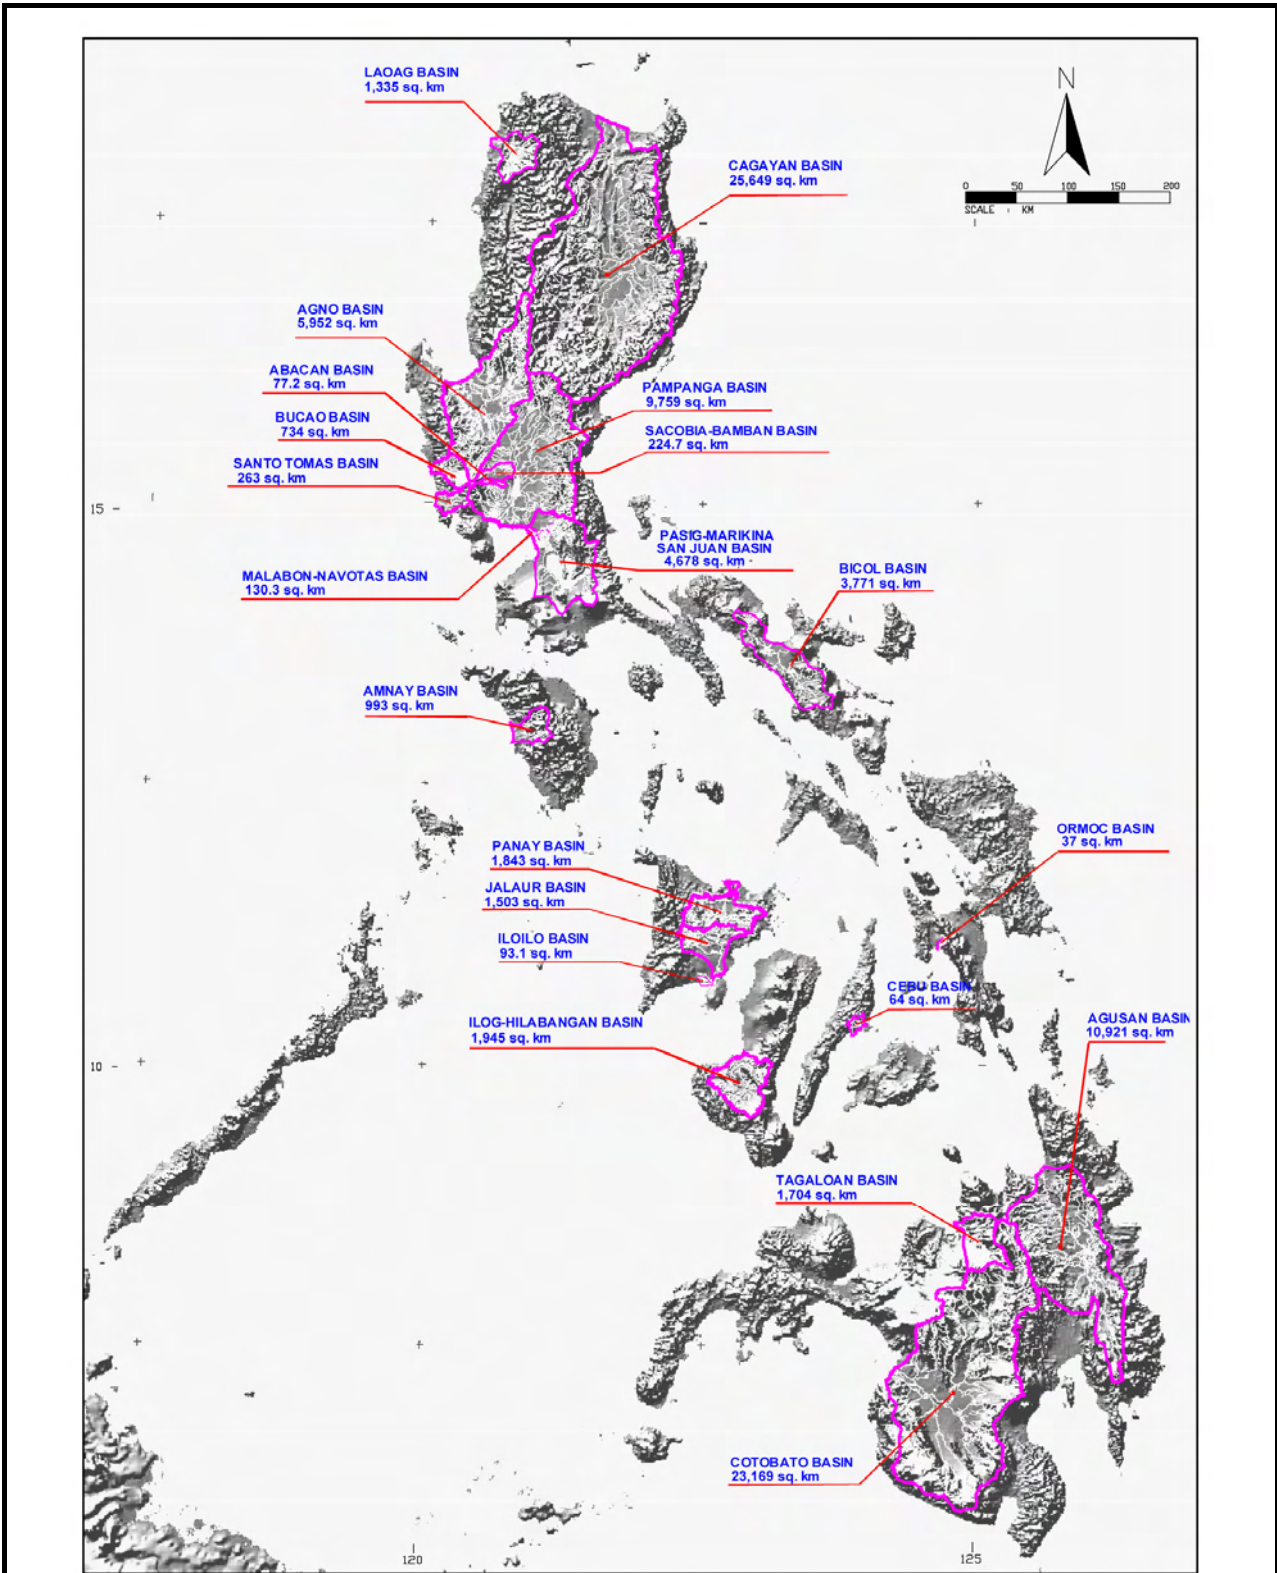 LAOAG BASIN
1,335 sq. km
N
CAGAYAN BASIN
25,649 sq. km
0 50 100 150 200
SCALE KM
AGNO BASIN
5,952 sq. km
ABACAN BASIN
77.2 sq. km
PAMPANGA BASIN
9,759 sq. km
BUCAO BASIN
734 sq. km
SACOBIA-BAMBAN BASIN
224.7 sq. km
SANTO TOMAS BASIN
263 sq. km
15
PASIG-MARIKINA
SAN JUAN BASIN
4,678 sq. km
MALABON-NAVOTAS BASIN
130.3 sq. km
BICOL BASIN
3,771 sq. km
AMNAY BASIN
993 sq. km
ORMOC BASIN
37 sq. km
PANAY BASIN
1,843 sq. km
JALAUR BASIN
1,503 sq. km
ILOILO BASIN
93.1 sq. km
CEBU BASIN
64 sq. km
ILOG-HILABANGAN BASIN
1,945 sq. km
AGUSAN BASIN
10,921 sq. km
10
TAGALOAN BASIN
1,704 sq. km
COTOBATO BASIN
23,169 sq. km
120
125